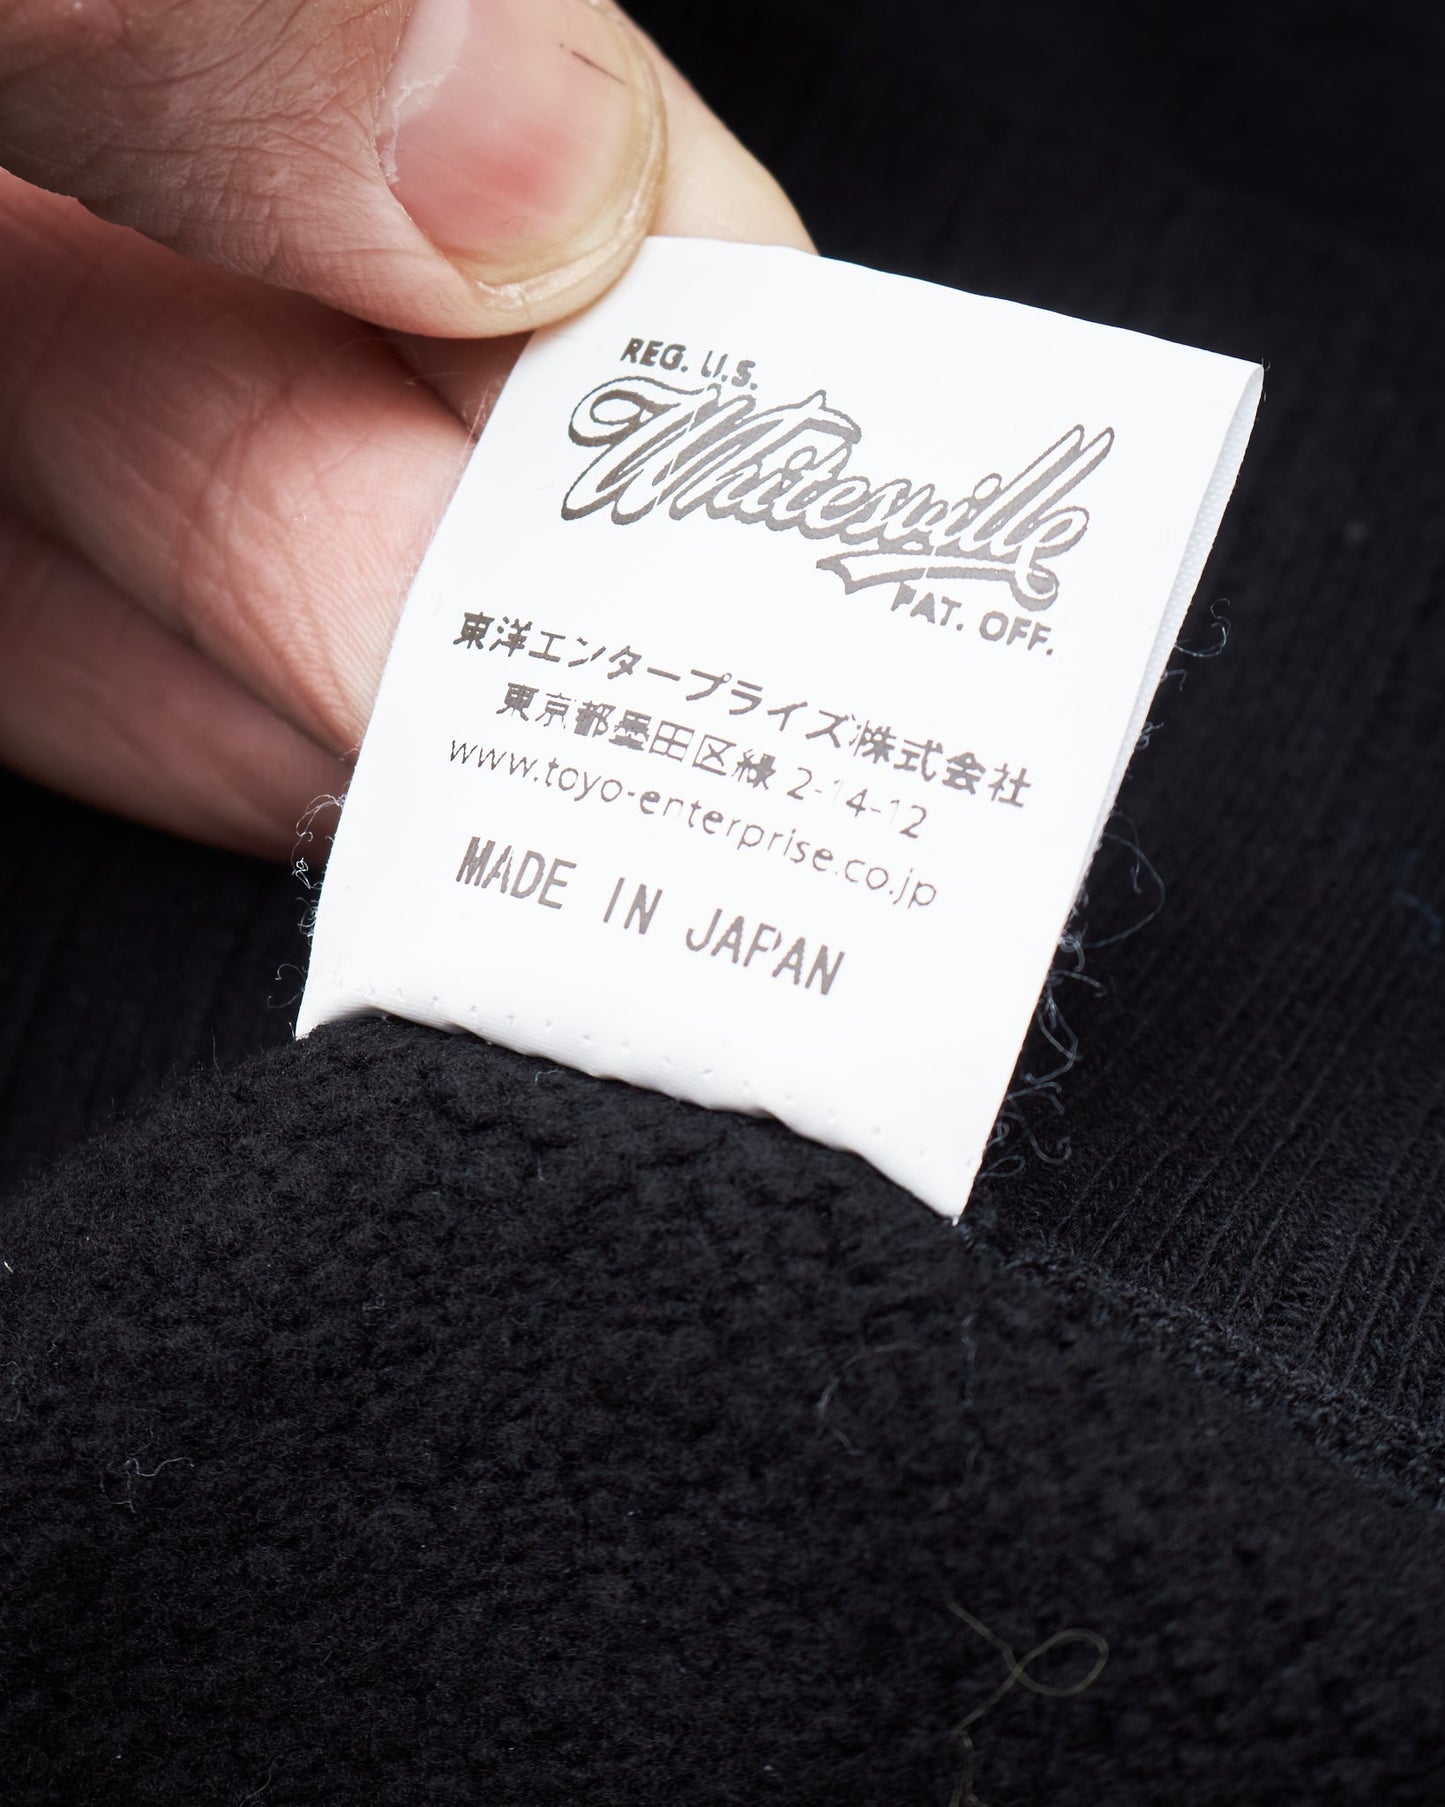 REG. U.S.
Whitesville
PAT. OFF.
東洋エンタープライズ株式会社
東京都墨田区緑 2-14-12
www.toyo-enterprise.co.jp
MADE IN JAPAN